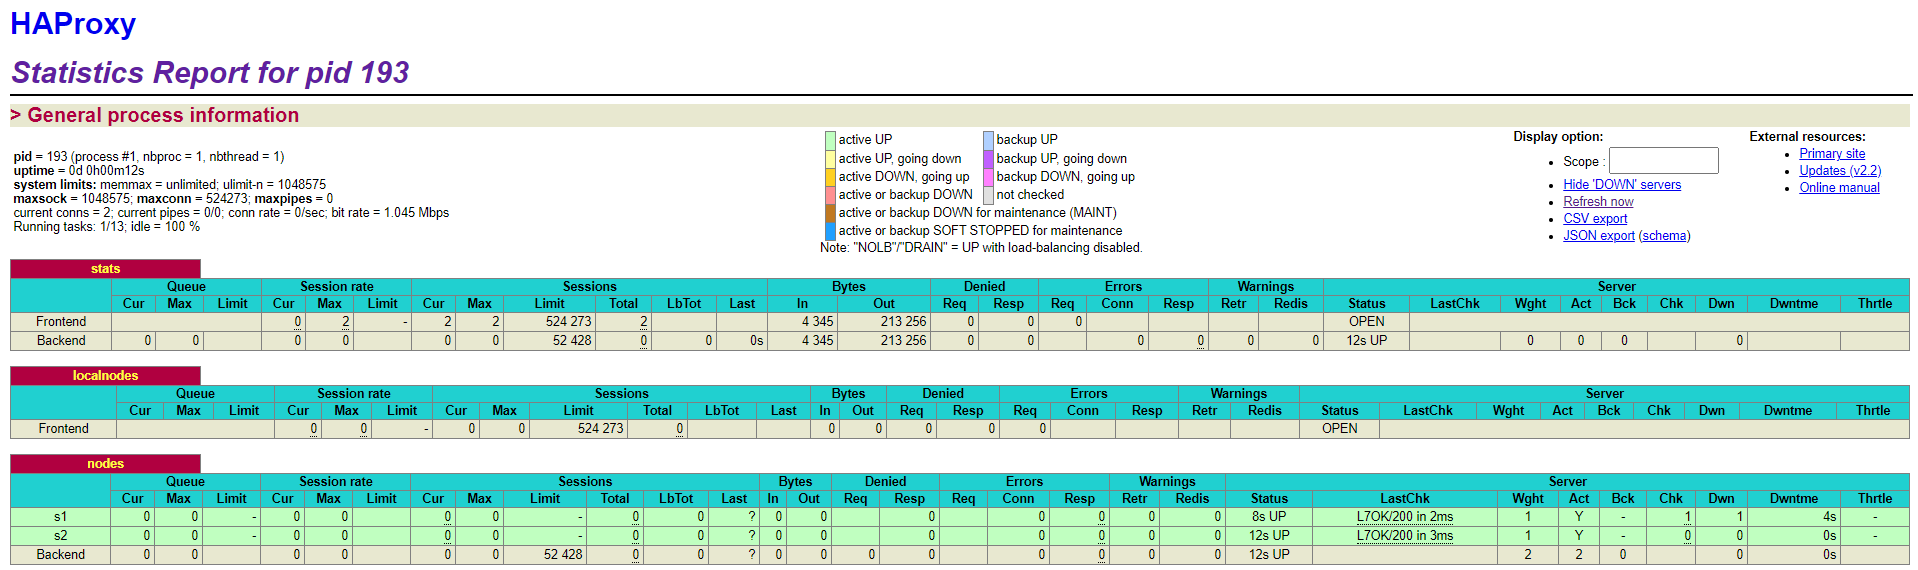 HAProxy
Statistics Report for pid 193
> General process information
pid = 193 (process #1, nbproc = 1, nbthread = 1)
uptime = 0d 0h00m12s
system limits: memmax = unlimited; ulimit-n = 1048575
maxsock = 1048575; maxconn = 524273; maxpipes = 0
current conns = 2; current pipes = 0/0; conn rate = 0/sec; bit rate = 1.045 Mbps
Running tasks: 1/13; idle = 100 %
active UP backup UP
active UP, going down backup UP, going down
active DOWN, going up backup DOWN, going up
active or backup DOWN not checked
active or backup DOWN for maintenance (MAINT)
active or backup SOFT STOPPED for maintenance
Note: "NOLB"/"DRAIN" = UP with load-balancing disabled.
Display option:
• Scope :
• Hide 'DOWN' servers
• Refresh now
• CSV export
• JSON export (schema)
External resources:
• Primary site
• Updates (v2.2)
• Online manual
stats
Queue Session rate Sessions Bytes Denied Errors Warnings Server
Cur Max Limit Cur Max Limit Cur Max Limit Total LbTot Last In Out Req Resp Req Conn Resp Retr Redis Status LastChk Wght Act Bck Chk Dwn Dwntme Thrtle
Frontend 0 2 - 2 2 524 273 2 4 345 213 256 0 0 0 OPEN
Backend 0 0 0 0 0 0 52 428 0 0 0s 4 345 213 256 0 0 0 0 0 0 12s UP 0 0 0 0
localnodes
Queue Session rate Sessions Bytes Denied Errors Warnings Server
Cur Max Limit Cur Max Limit Cur Max Limit Total LbTot Last In Out Req Resp Req Conn Resp Retr Redis Status LastChk Wght Act Bck Chk Dwn Dwntme Thrtle
Frontend 0 0 - 0 0 524 273 0 0 0 0 0 0 OPEN
nodes
Queue Session rate Sessions Bytes Denied Errors Warnings Server
Cur Max Limit Cur Max Limit Cur Max Limit Total LbTot Last In Out Req Resp Req Conn Resp Retr Redis Status LastChk Wght Act Bck Chk Dwn Dwntme Thrtle
s1 0 0 - 0 0 0 0 - 0 0 ? 0 0 0 0 0 0 0 8s UP L7OK/200 in 2ms 1 Y - 1 1 4s -
s2 0 0 - 0 0 0 0 - 0 0 ? 0 0 0 0 0 0 0 12s UP L7OK/200 in 3ms 1 Y - 0 0 0s -
Backend 0 0 0 0 0 0 52 428 0 0 ? 0 0 0 0 0 0 0 0 12s UP 2 2 0 0 0s